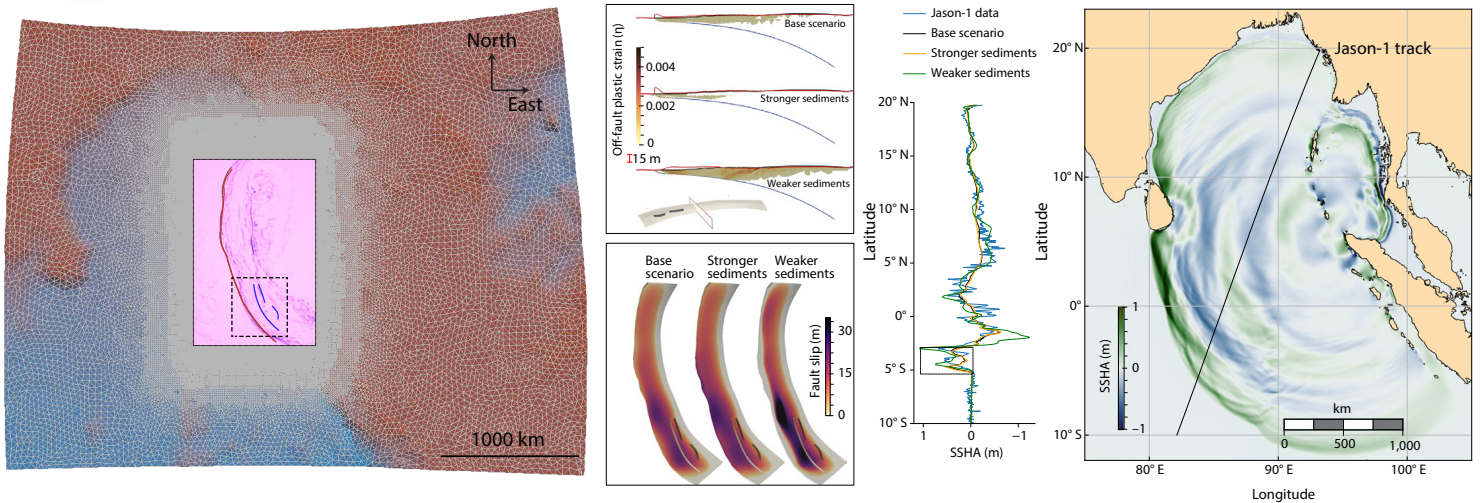 North
East
1000 km
Off-fault plastic strain (η)
0.004
0.002
0
15 m
Base scenario
Stronger sediments
Weaker sediments
Base
scenario
Stronger
sediments
Weaker
sediments
Fault slip (m)
30
15
0
Jason-1 data
Base scenario
Stronger sediments
Weaker sediments
Latitude
20° N
15° N
10° N
5° N
0°
5° S
10° S
1
0
−1
SSHA (m)
Latitude
20° N
10° N
0°
10° S
Jason-1 track
SSHA (m)
1
0
−1
km
0
500
1,000
80° E
90° E
100° E
Longitude